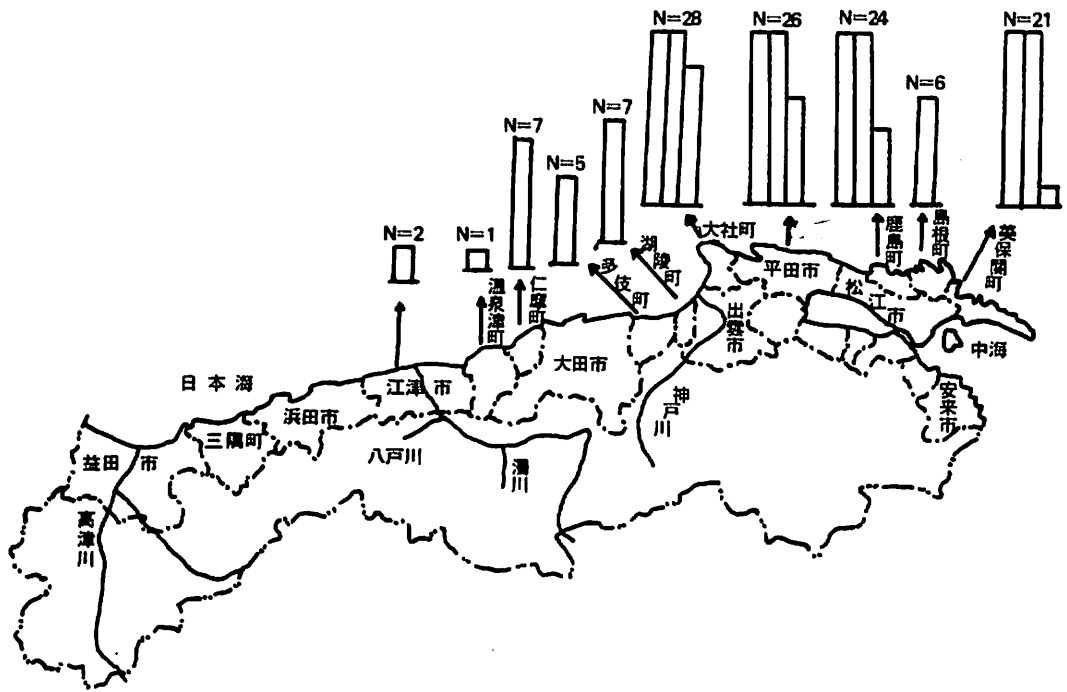 N=28
N=26
N=24
N=21
N=6
N=7
N=7
N=5
N=2
N=1
大社町
鹿島町
島根町
美保関町
湖陵町
多伎町
平田市
松江市
仁摩町
温泉津町
出雲市
中海
大田市
日本海
江津市
神戸川
安来市
浜田市
三隅町
八戸川
益田市
濁川
高津川